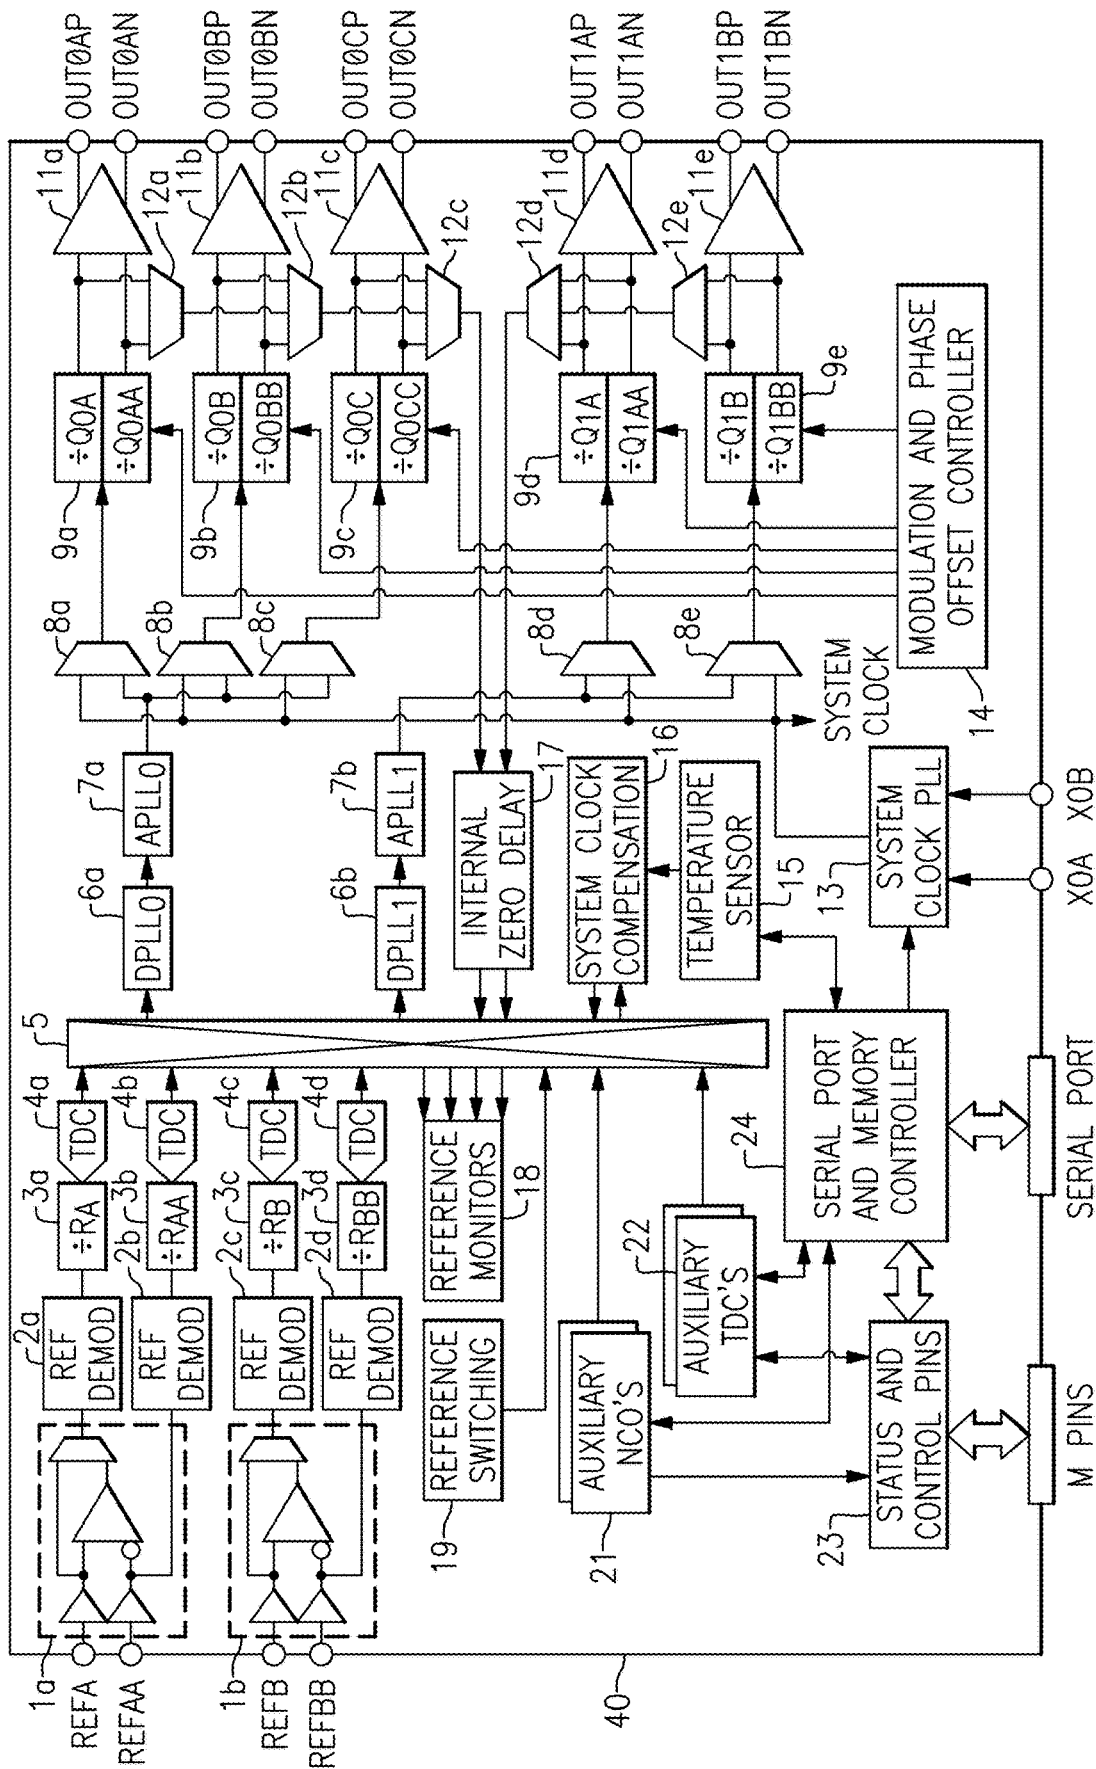 REFA
REFAA
REFB
REFBB
1a
1b
2a
REF
DEMOD
2b
REF
DEMOD
2c
REF
DEMOD
2d
REF
DEMOD
3a
÷RA
3b
÷RAA
3c
÷RB
3d
÷RBB
4a
TDC
4b
TDC
4c
TDC
4d
TDC
5
6a
DPLL0
7a
APLL0
6b
DPLL1
7b
APLL1
8a
8b
8c
8d
8e
9a
÷Q0A
÷Q0AA
9b
÷Q0B
÷Q0BB
9c
÷Q0C
÷Q0CC
9d
÷Q1A
÷Q1AA
9e
÷Q1B
÷Q1BB
11a
12a
11b
12b
11c
12c
11d
12d
11e
12e
OUT0AP
OUT0AN
OUT0BP
OUT0BN
OUT0CP
OUT0CN
OUT1AP
OUT1AN
OUT1BP
OUT1BN
REFERENCE
MONITORS
18
REFERENCE
SWITCHING
19
INTERNAL
ZERO DELAY
17
SYSTEM CLOCK
COMPENSATION
16
TEMPERATURE
SENSOR
15
AUXILIARY
NCO'S
21
AUXILIARY
TDC'S
22
STATUS AND
CONTROL PINS
23
SERIAL PORT
AND MEMORY
CONTROLLER
24
SYSTEM
CLOCK PLL
13
SYSTEM
CLOCK
MODULATION AND PHASE
OFFSET CONTROLLER
14
40
M PINS
SERIAL PORT
X0A
X0B